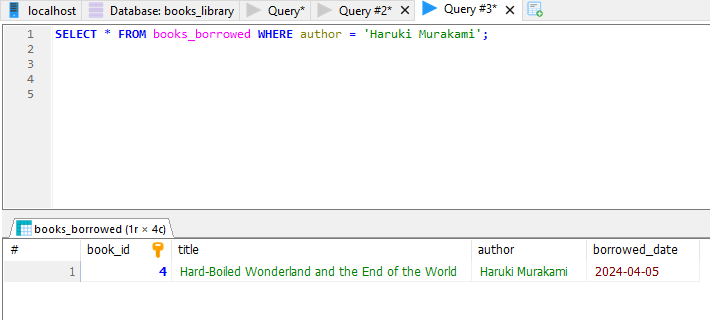 localhost Database: books_library Query* Query #2* Query #3*
1 SELECT * FROM books_borrowed WHERE author = 'Haruki Murakami';
2
3
4
5
books_borrowed (1r × 4c)
# book_id title author borrowed_date
1 4 Hard-Boiled Wonderland and the End of the World Haruki Murakami 2024-04-05